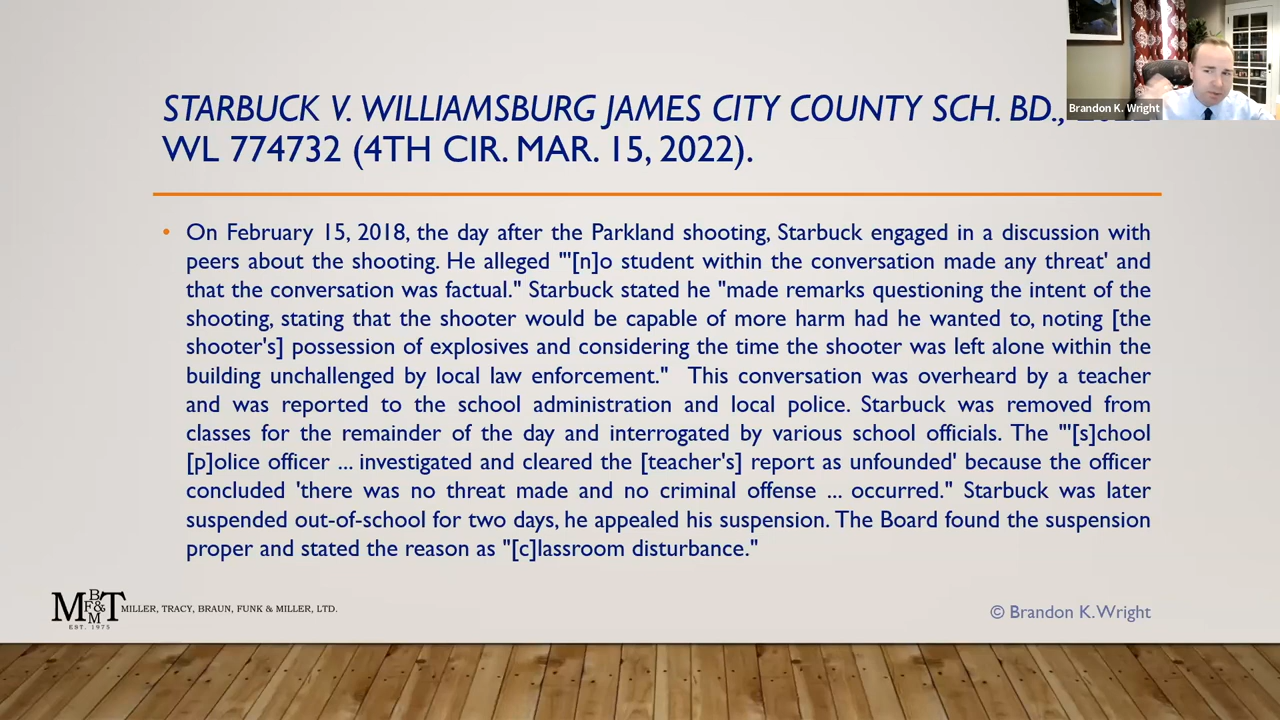 STARBUCK V. WILLIAMSBURG JAMES CITY COUNTY SCH. BD.,
WL 774732 (4TH CIR. MAR. 15, 2022).
Brandon K. Wright
• On February 15, 2018, the day after the Parkland shooting, Starbuck engaged in a discussion with
peers about the shooting. He alleged "'[n]o student within the conversation made any threat' and
that the conversation was factual." Starbuck stated he "made remarks questioning the intent of the
shooting, stating that the shooter would be capable of more harm had he wanted to, noting [the
shooter's] possession of explosives and considering the time the shooter was left alone within the
building unchallenged by local law enforcement." This conversation was overheard by a teacher
and was reported to the school administration and local police. Starbuck was removed from
classes for the remainder of the day and interrogated by various school officials. The "'[s]chool
[p]olice officer ... investigated and cleared the [teacher's] report as unfounded' because the officer
concluded 'there was no threat made and no criminal offense ... occurred." Starbuck was later
suspended out-of-school for two days, he appealed his suspension. The Board found the suspension
proper and stated the reason as "[c]lassroom disturbance."
MBF&MT MILLER, TRACY, BRAUN, FUNK & MILLER, LTD.
EST. 1975
© Brandon K. Wright